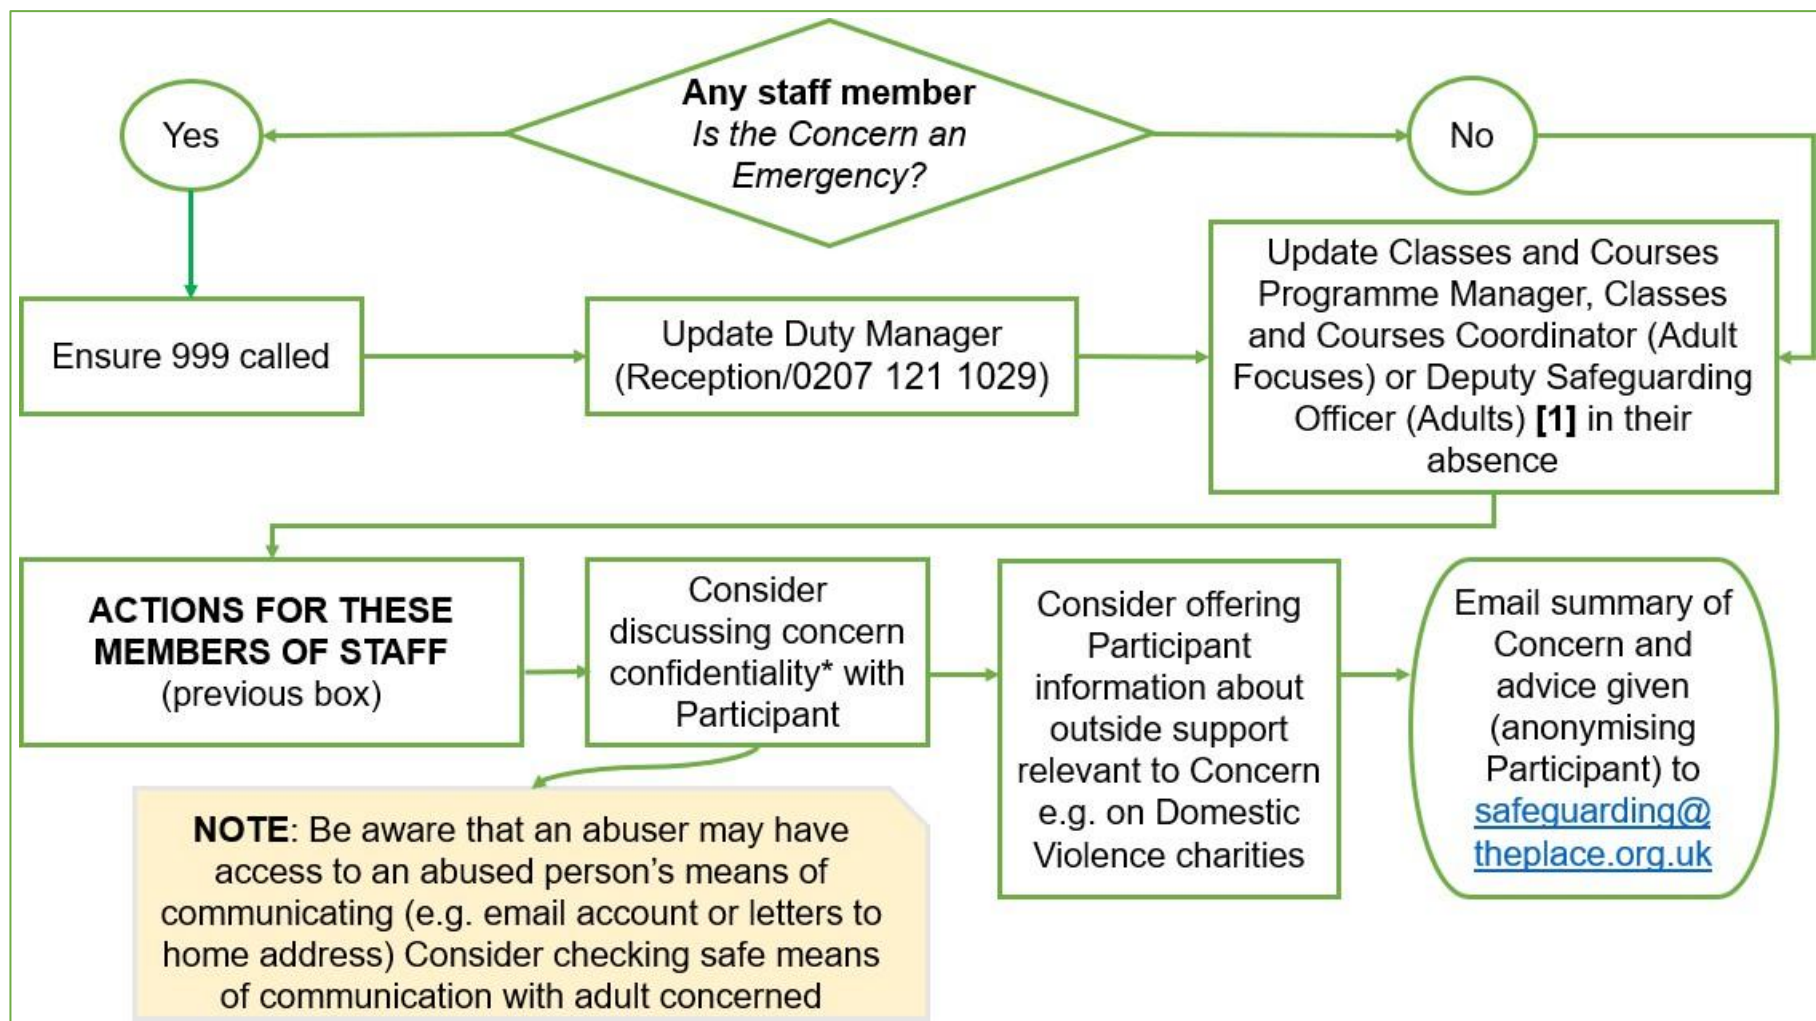 Any staff member
Is the Concern an
Emergency?
Yes
No
Ensure 999 called
Update Duty Manager
(Reception/0207 121 1029)
Update Classes and Courses
Programme Manager, Classes
and Courses Coordinator (Adult
Focuses) or Deputy Safeguarding
Officer (Adults) [1] in their
absence
ACTIONS FOR THESE
MEMBERS OF STAFF
(previous box)
Consider
discussing concern
confidentiality* with
Participant
Consider offering
Participant
information about
outside support
relevant to Concern
e.g. on Domestic
Violence charities
Email summary of
Concern and
advice given
(anonymising
Participant) to
safeguarding@
theplace.org.uk
NOTE: Be aware that an abuser may have
access to an abused person’s means of
communicating (e.g. email account or letters to
home address) Consider checking safe means
of communication with adult concerned